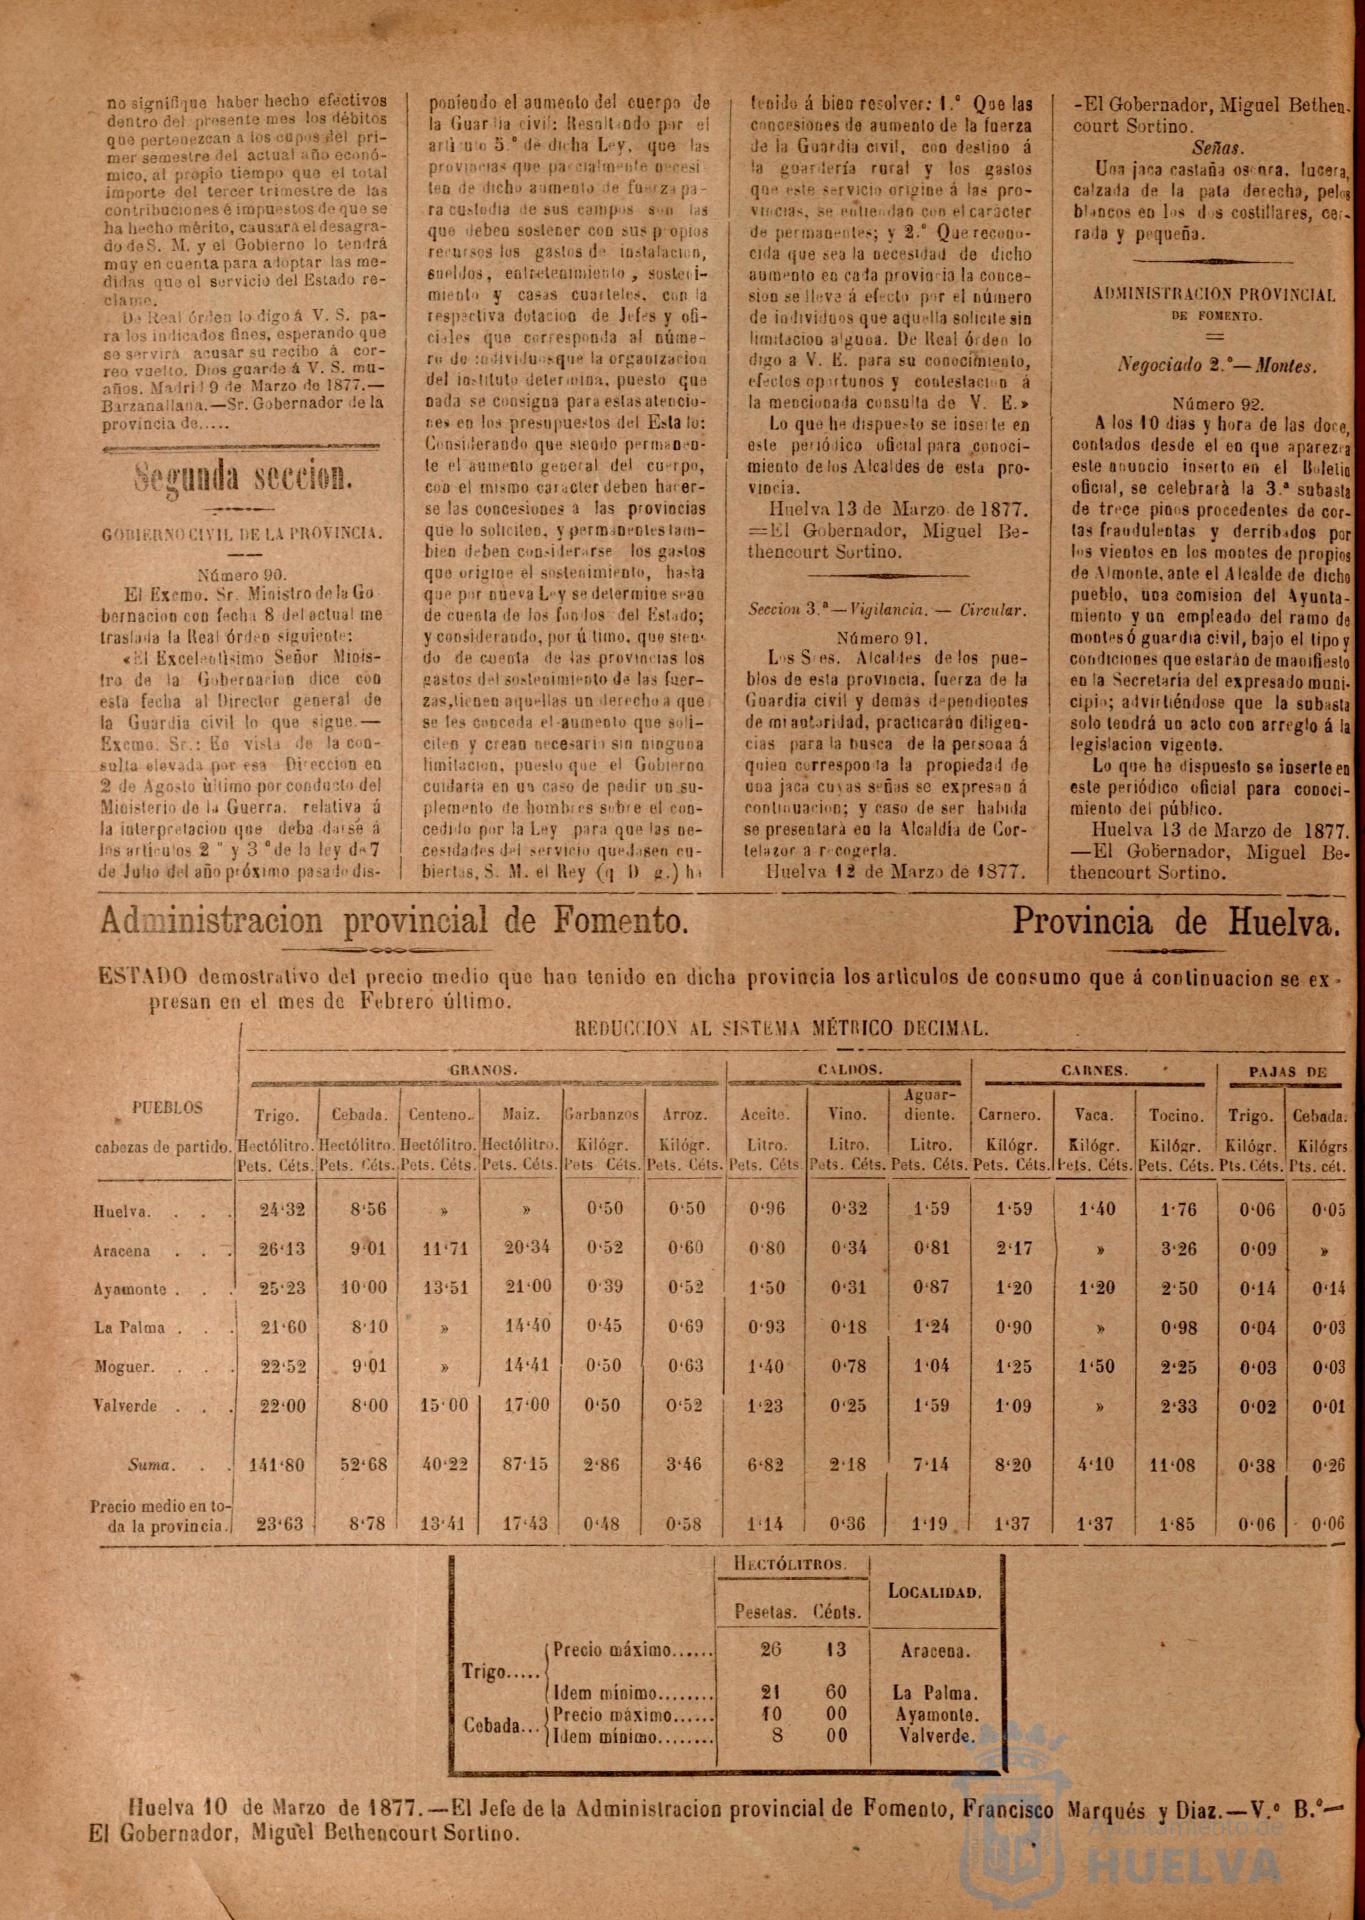 no signifique haber hecho efectivos
dentro del presente mes los débitos
que pertenezcan a los cupos del pri-
mer semestre del actual año econó-
mico, al propio tiempo que el total
importe del tercer trimestre de las
contribuciones é impuestos de que se
ha hecho mérito, causará el desagra-
do de S. M. y el Gobierno lo tendrá
muy en cuenta para adoptar las me-
didas que el servicio del Estado re-
clame.
De Real órden lo digo á V. S. pa-
ra los indicados fines, esperando que
se servirá acusar su recibo á cor-
reo vuelto. Dios guarde á V. S. mu-
años. Madrid 9 de Marzo de 1877.—
Barzanallana.—Sr. Gobernador de la
provincia de.....
Segunda seccion.
GOBIERNO CIVIL DE LA PROVINCIA.
Número 90.
El Excmo. Sr. Ministro de la Go
bernacion con fecha 8 del actual me
traslada la Real órden siguiente:
«El Excelentìsimo Señor Minis-
tro de la Gobernacion dice con
esta fecha al Director general de
la Guardia civil lo que sigue.—
Excmo. Sr.: En vista de la con-
sulta elevada por esa Direccion en
2 de Agosto ùltimo por conducto del
Ministerio de la Guerra, relativa á
la interpretacion que deba darse á
los artículos 2 º y 3 º de la ley de 7
de Julio del año próximo pasado dis-
poniendo el aumento del cuerpo de
la Guardia civil: Resultando por el
artículo 5.º de dicha Ley, que las
provincias que parcialmente necesi
ten de dicho aumento de fuerza pa-
ra custodia de sus campos son las
que deben sostener con sus propios
recursos los gastos de instalacion,
sueldos, entretenimiento, sosteni-
miento y casas cuarteles, con la
respectiva dotacion de Jefes y ofi-
ciales que corresponda al núme-
ro de individuos que la organizacion
del instituto determina, puesto que
nada se consigna para estas atencio-
nes en los presupuestos del Estado:
Considerando que siendo permanen-
te el aumento general del cuerpo,
con el mismo caracter deben hacer-
se las concesiones á las provincias
que lo soliciten, y permanentes tam-
bien deben considerarse los gastos
que origine el sostenimiento, hasta
que por nueva Ley se determine sean
de cuenta de los fondos del Estado;
y considerando, por último, que sien-
do de cuenta de las provincias los
gastos del sostenimiento de las fuer-
zas, tienen aquellas un derecho a que
se les conceda el aumento que soli-
citen y crean necesario sin ninguna
limitacion, puesto que el Gobierno
cuidaria en un caso de pedir un su-
plemento de hombres sobre el con-
cedido por la Ley para que las ne-
cesidades del servicio quedasen cu-
biertas, S. M. el Rey (q D g.) ha
tenido á bien resolver: 1.º Que las
concesiones de aumento de la fuerza
de la Guardia civil, con destino á
la guardería rural y los gastos
que este servicio origine á las pro-
vincias, se entiendan con el carácter
de permanentes; y 2.º Que recono-
cida que sea la necesidad de dicho
aumento en cada provincia la conce-
sion se lleve á efecto por el número
de individuos que aquella solicite sin
limitacion alguna. De Real órden lo
digo a V. E. para su conocimiento,
efectos oportunos y contestacion á
la mencionada consulta de V. E.»
Lo que he dispuesto se inserte en
este periódico oficial para conoci-
miento de los Alcaldes de esta pro-
vincia.
Huelva 13 de Marzo de 1877.
=El Gobernador, Miguel Be-
thencourt Sortino.
Seccion 3.ª—Vigilancia.—Circular.
Número 91.
Los Sres. Alcaldes de los pue-
blos de esta provincia, fuerza de la
Guardia civil y demás dependientes
de mi autoridad, practicarán diligen-
cias para la busca de la persona á
quien corresponda la propiedad de
una jaca cuyas señas se expresan á
continuacion; y caso de ser habida
se presentará en la Alcaldía de Cor-
telazor a recogerla.
Huelva 12 de Marzo de 1877.
-El Gobernador, Miguel Bethen-
court Sortino.
Señas.
Una jaca castaña oscura, lucera,
calzada de la pata derecha, pelos
blancos en los dos costillares, cer-
rada y pequeña.
ADMINISTRACION PROVINCIAL
DE FOMENTO.
Negociado 2.º—Montes.
Número 92.
A los 10 dias y hora de las doce,
contados desde el en que aparezca
este anuncio inserto en el Boletin
oficial, se celebrarà la 3.ª subasta
de trece pinos procedentes de cor-
tas fraudulentas y derribados por
los vientos en los montes de propios
de Almonte, ante el Alcalde de dicho
pueblo, una comision del Ayunta-
miento y un empleado del ramo de
montes ó guardia civil, bajo el tipo y
condiciones que estarán de manifiesto
en la Secretaria del expresado muni-
cipio; advirtiéndose que la subasta
solo tendrá un acto con arreglo á la
legislacion vigente.
Lo que he dispuesto se inserte en
este periódico oficial para conoci-
miento del público.
Huelva 13 de Marzo de 1877.
—El Gobernador, Miguel Be-
thencourt Sortino.
Administracion provincial de Fomento. Provincia de Huelva.
ESTADO demostrativo del precio medio que han tenido en dicha provincia los artìculos de consumo que á continuacion se ex-
presan en el mes de Febrero último.
REDUCCION AL SISTEMA MÉTRICO DECIMAL.
GRANOS. CALDOS. CARNES. PAJAS DE
PUEBLOS cabezas de partido. Trigo. Cebada. Centeno. Maiz. Garbanzos Arroz. Aceite. Vino. Aguar-diente. Carnero. Vaca. Tocino. Trigo. Cebada.
Hectólitro. Hectólitro. Hectólitro. Hectólitro. Kilógr. Kilógr. Litro. Litro. Litro. Kilógr. Kilógr. Kilógr. Kilógr. Kilógrs
Pets. Céts. Pets. Céts. Pets. Céts. Pets. Céts. Pets Céts. Pets. Céts. Pets. Céts. Pets. Céts. Pets. Céts. Pets. Céts. Pets. Céts. Pets. Céts. Pts. Céts. Pts. cét.
Huelva. . . . 24‘32 8‘56 » » 0‘50 0‘50 0‘96 0‘32 1‘59 1‘59 1‘40 1‘76 0‘06 0‘05
Aracena . . . 26‘13 9‘01 11‘71 20‘34 0‘52 0‘60 0‘80 0‘34 0‘81 2‘17 » 3‘26 0‘09 »
Ayamonte . . . 25‘23 10‘00 13‘51 21‘00 0‘39 0‘52 1‘50 0‘31 0‘87 1‘20 1‘20 2‘50 0‘14 0‘14
La Palma . . . 21‘60 8‘10 » 14‘40 0‘45 0‘69 0‘93 0‘18 1‘24 0‘90 » 0‘98 0‘04 0‘03
Moguer. . . . 22‘52 9‘01 » 14‘41 0‘50 0‘63 1‘40 0‘78 1‘04 1‘25 1‘50 2‘25 0‘03 0‘03
Valverde . . . 22‘00 8‘00 15‘00 17‘00 0‘50 0‘52 1‘23 0‘25 1‘59 1‘09 » 2‘33 0‘02 0‘01
Suma. . . 141‘80 52‘68 40‘22 87‘15 2‘86 3‘46 6‘82 2‘18 7‘14 8‘20 4‘10 11‘08 0‘38 0‘26
Precio medio en to-
da la provincia. 23‘63 8‘78 13‘41 17‘43 0‘48 0‘58 1‘14 0‘36 1‘19 1‘37 1‘37 1‘85 0‘06 0‘06
HECTÓLITROS. LOCALIDAD.
Pesetas. Cénts.
Trigo..... Precio máximo...... 26 13 Aracena.
Idem mínimo........ 21 60 La Palma.
Cebada... Precio máximo...... 10 00 Ayamonte.
Idem mínimo........ 8 00 Valverde.
Huelva 10 de Marzo de 1877.—El Jefe de la Administracion provincial de Fomento, Francisco Marqués y Diaz.—V.º B.º—
El Gobernador, Miguel Bethencourt Sortino.
Ayuntamiento de
HUELVA